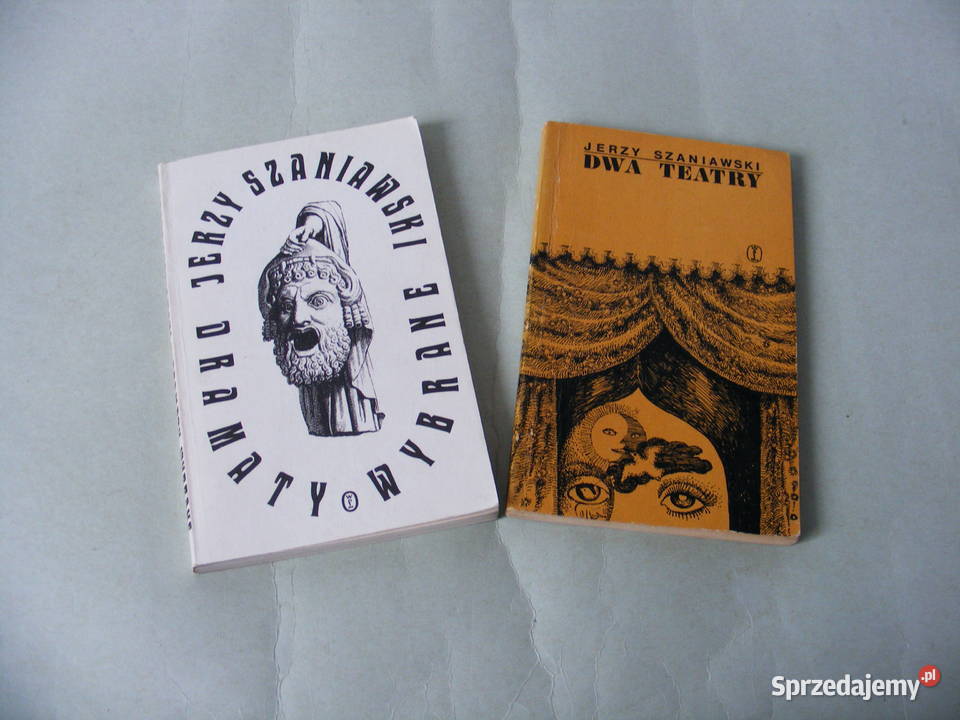 JERZY SZANIAWSKI
DRAMATY WYBRANE
JERZY SZANIAWSKI
DWA TEATRY
Sprzedajemy.pl